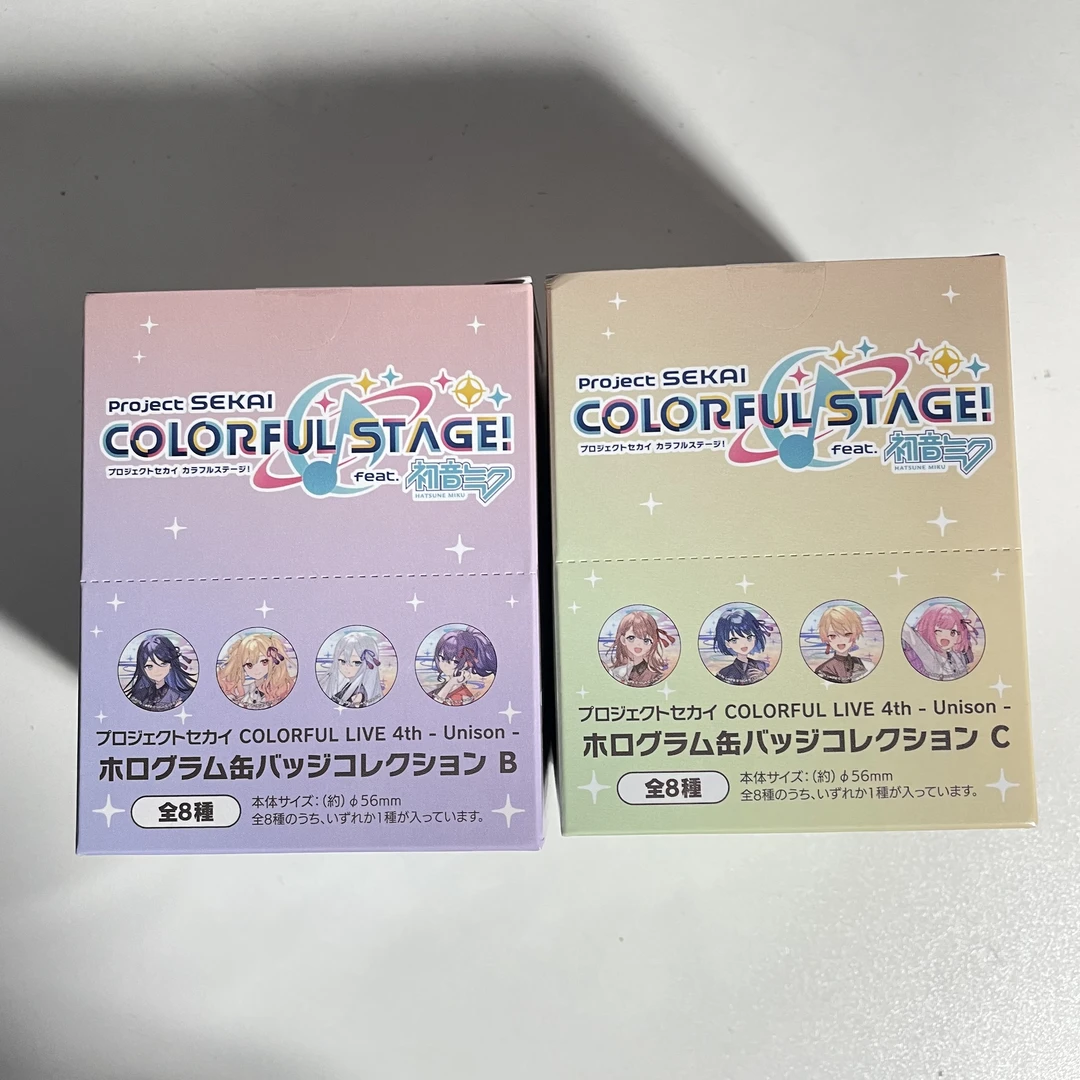 Project SEKAI
COLORFUL STAGE!
プロジェクトセカイ カラフルステージ!
feat. 初音ミク
HATSUNE MIKU
プロジェクトセカイ COLORFUL LIVE 4th - Unison -
ホログラム缶バッジコレクション B
全8種
本体サイズ:(約)φ56mm
全8種のうち、いずれか1種が入っています。
Project SEKAI
COLORFUL STAGE!
プロジェクトセカイ カラフルステージ!
feat. 初音ミク
HATSUNE MIKU
プロジェクトセカイ COLORFUL LIVE 4th - Unison -
ホログラム缶バッジコレクション C
全8種
本体サイズ:(約)φ56mm
全8種のうち、いずれか1種が入っています。